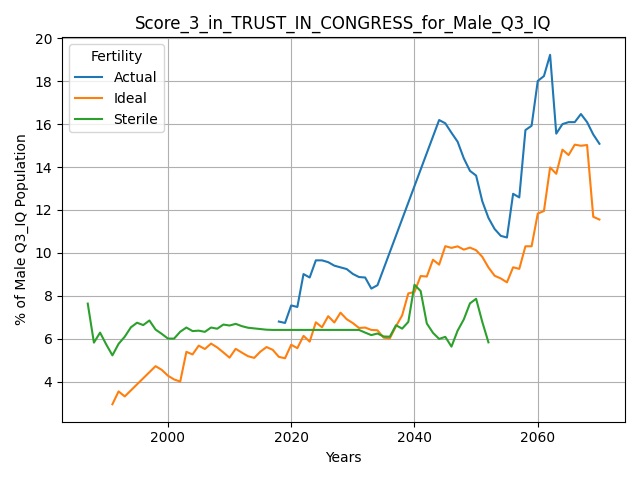 Score_3_in_TRUST_IN_CONGRESS_for_Male_Q3_IQ
% of Male Q3_IQ Population
20
18
16
14
12
10
8
6
4
Fertility
Actual
Ideal
Sterile
2000 2020 2040 2060
Years